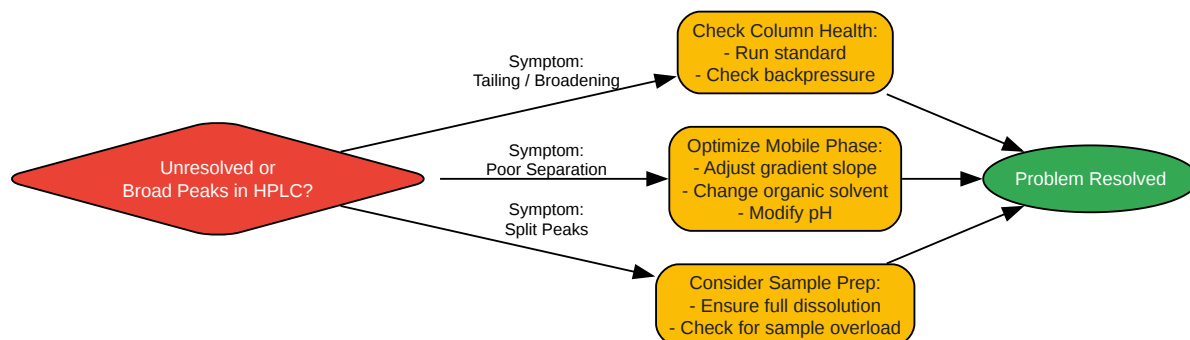 Unresolved or
Broad Peaks in HPLC?
Symptom:
Tailing / Broadening
Symptom:
Poor Separation
Symptom:
Split Peaks
Check Column Health:
- Run standard
- Check backpressure
Optimize Mobile Phase:
- Adjust gradient slope
- Change organic solvent
- Modify pH
Consider Sample Prep:
- Ensure full dissolution
- Check for sample overload
Problem Resolved